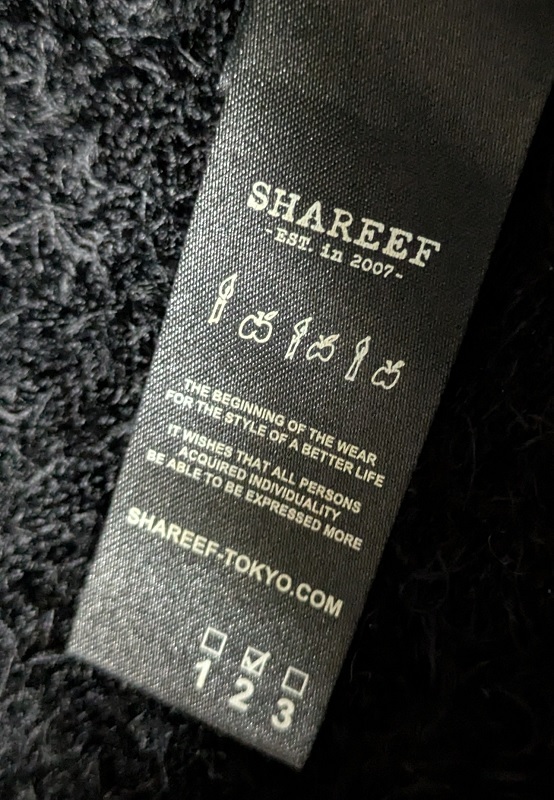 SHAREEF
-EST. in 2007-
THE BEGINNING OF THE WEAR
FOR THE STYLE OF A BETTER LIFE
IT WISHES THAT ALL PERSONS
ACQUIRED INDIVIDUALITY
BE ABLE TO BE EXPRESSED MORE
SHAREEF-TOKYO.COM
1 2 3